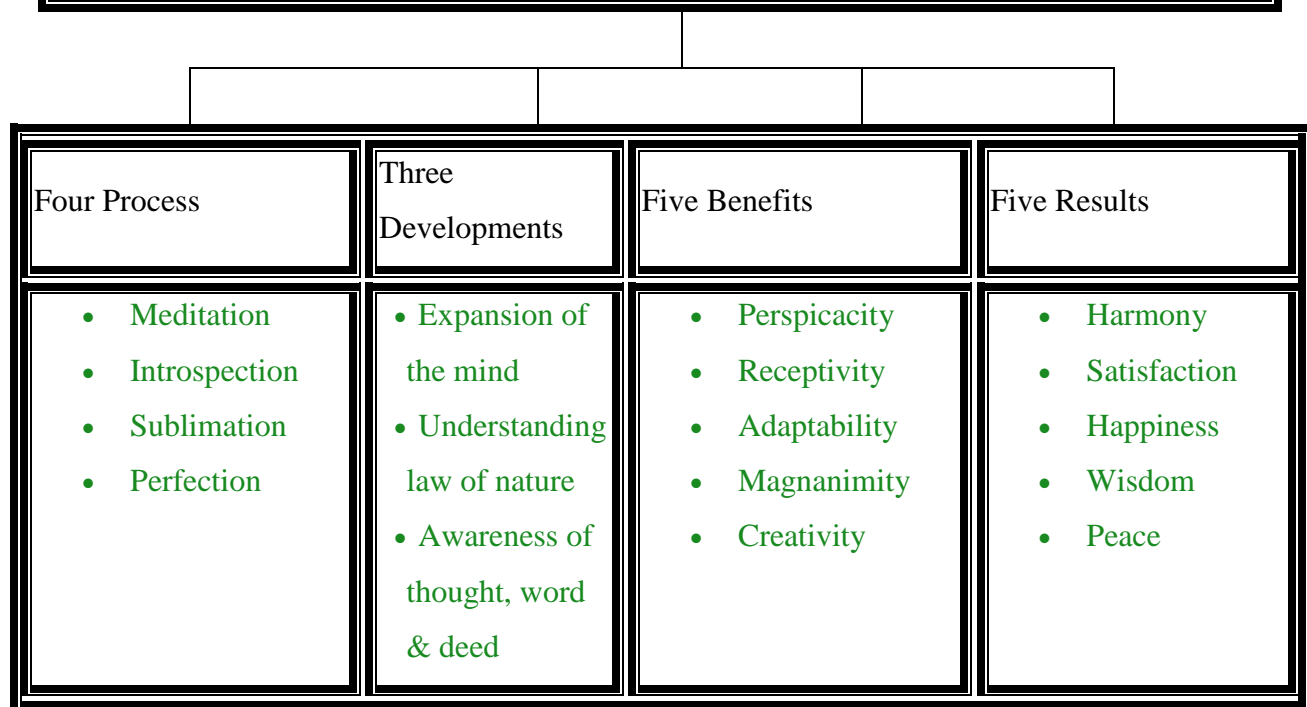 Four Process
Three
Developments
Five Benefits
Five Results
• Meditation
• Introspection
• Sublimation
• Perfection
• Expansion of
the mind
• Understanding
law of nature
• Awareness of
thought, word
& deed
• Perspicacity
• Receptivity
• Adaptability
• Magnanimity
• Creativity
• Harmony
• Satisfaction
• Happiness
• Wisdom
• Peace